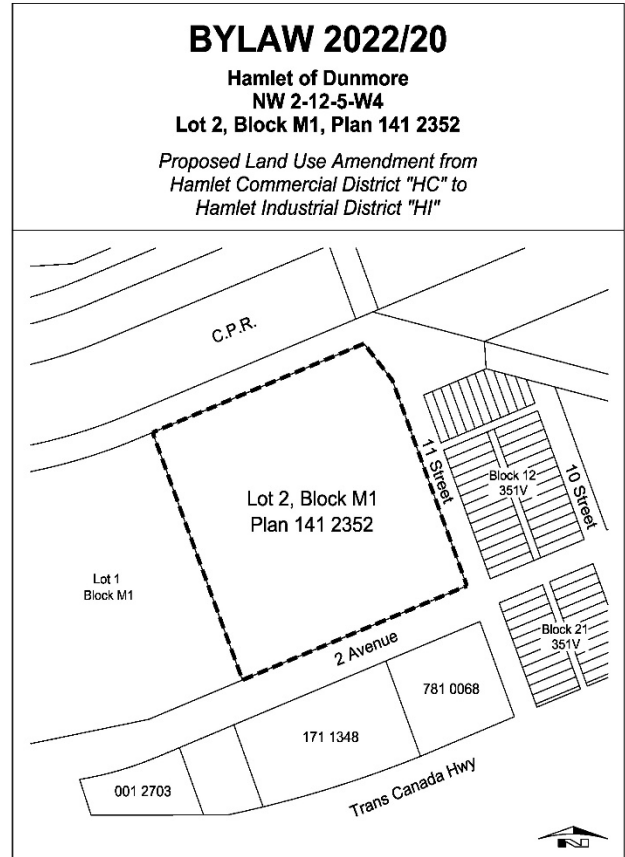 BYLAW 2022/20
Hamlet of Dunmore
NW 2-12-5-W4
Lot 2, Block M1, Plan 141 2352
Proposed Land Use Amendment from
Hamlet Commercial District "HC" to
Hamlet Industrial District "HI"
C.P.R.
11 Street
Block 12
351V
10 Street
Lot 2, Block M1
Plan 141 2352
Lot 1
Block M1
2 Avenue
Block 21
351V
781 0068
171 1348
001 2703
Trans Canada Hwy
N